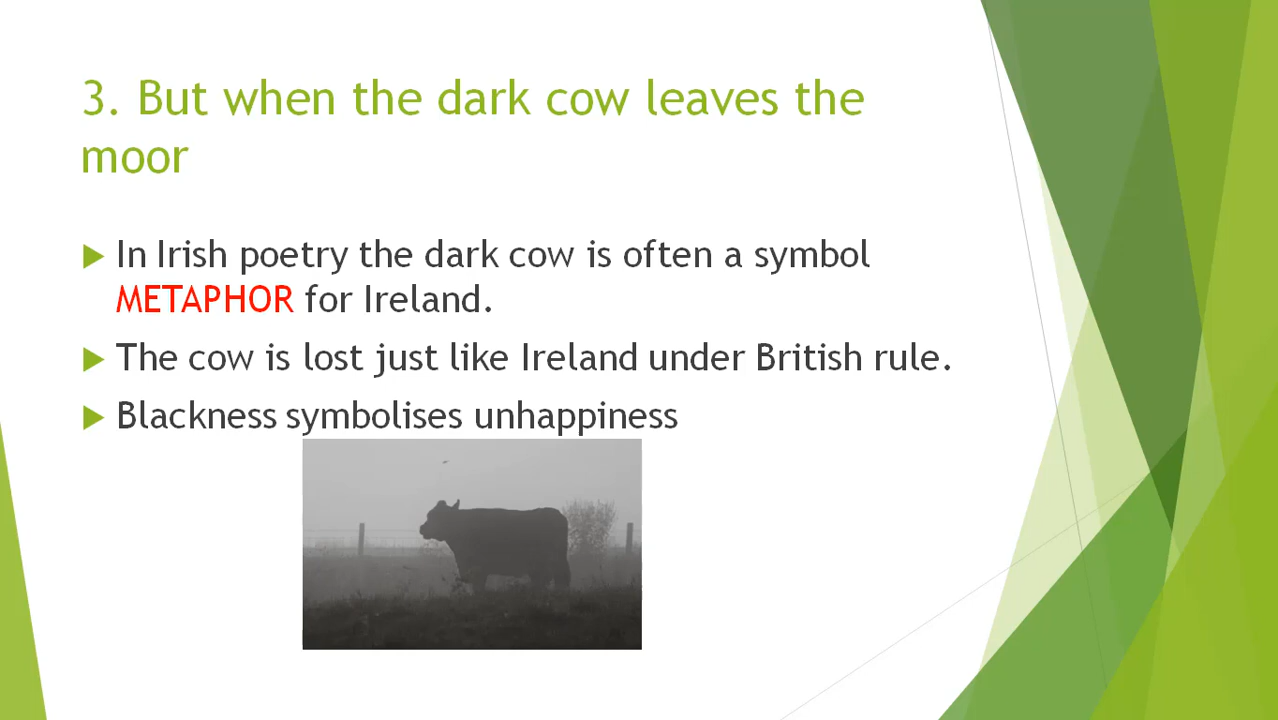 3. But when the dark cow leaves the
moor
In Irish poetry the dark cow is often a symbol
METAPHOR for Ireland.
The cow is lost just like Ireland under British rule.
Blackness symbolises unhappiness